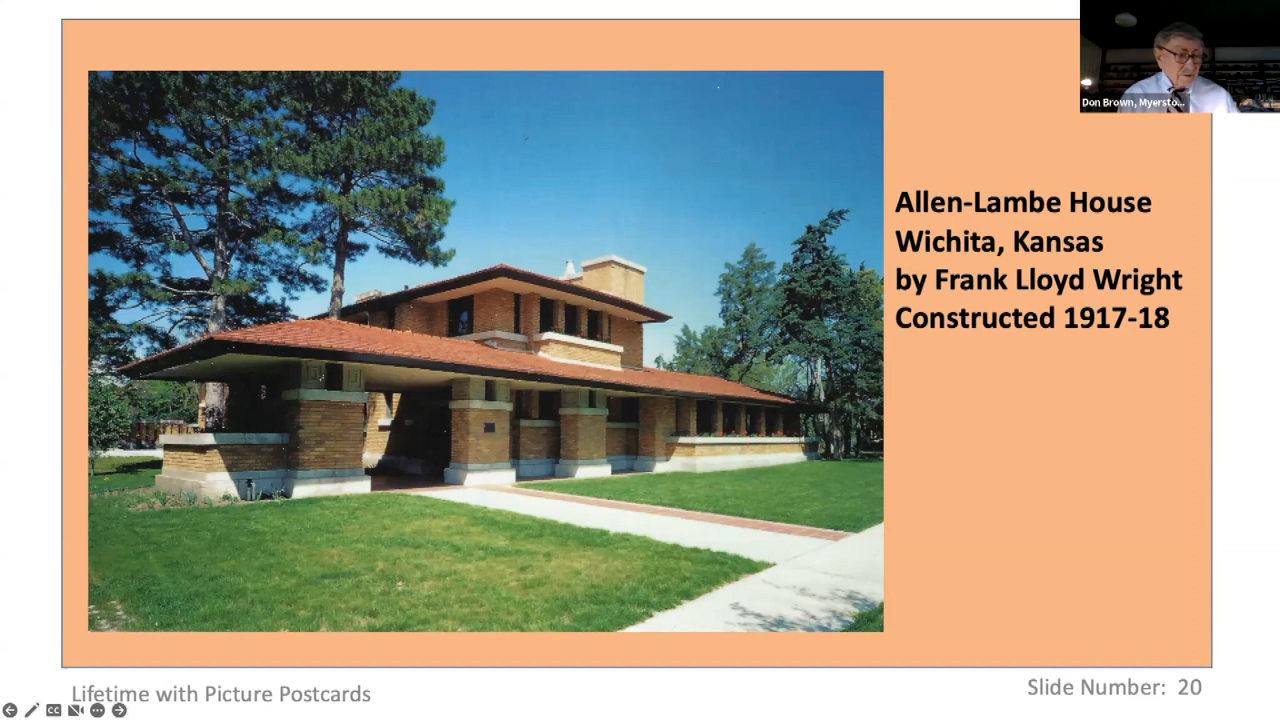 Don Brown, Myersto...
Allen-Lambe House
Wichita, Kansas
by Frank Lloyd Wright
Constructed 1917-18
Lifetime with Picture Postcards
Slide Number: 20
CC